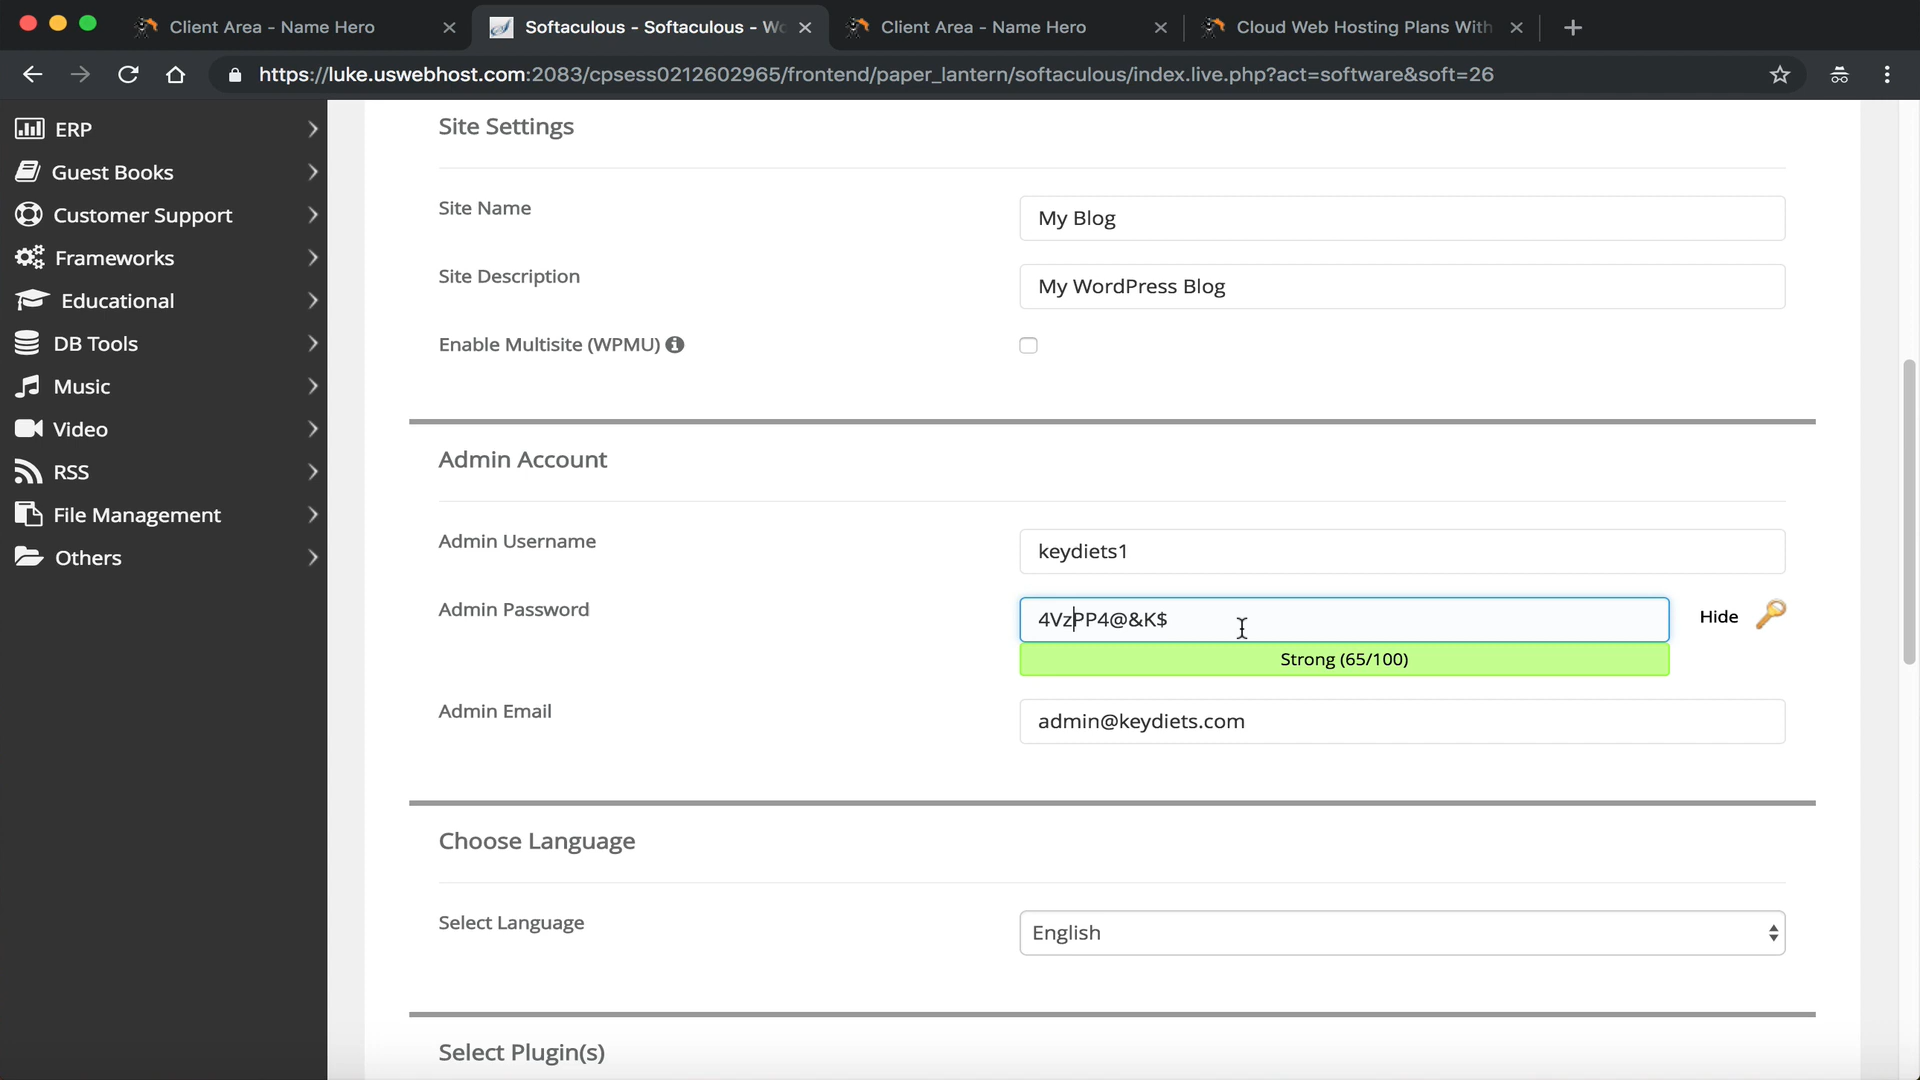 Client Area - Name Hero
Softaculous - Softaculous - Wo
Client Area - Name Hero
Cloud Web Hosting Plans With
https://luke.uswebhost.com:2083/cpsess0212602965/frontend/paper_lantern/softaculous/index.live.php?act=software&soft=26
ERP
Guest Books
Customer Support
Frameworks
Educational
DB Tools
Music
Video
RSS
File Management
Others
Site Settings
Site Name
My Blog
Site Description
My WordPress Blog
Enable Multisite (WPMU)
Admin Account
Admin Username
keydiets1
Admin Password
4VzPP4@&K$
Hide
Strong (65/100)
Admin Email
admin@keydiets.com
Choose Language
Select Language
English
Select Plugin(s)